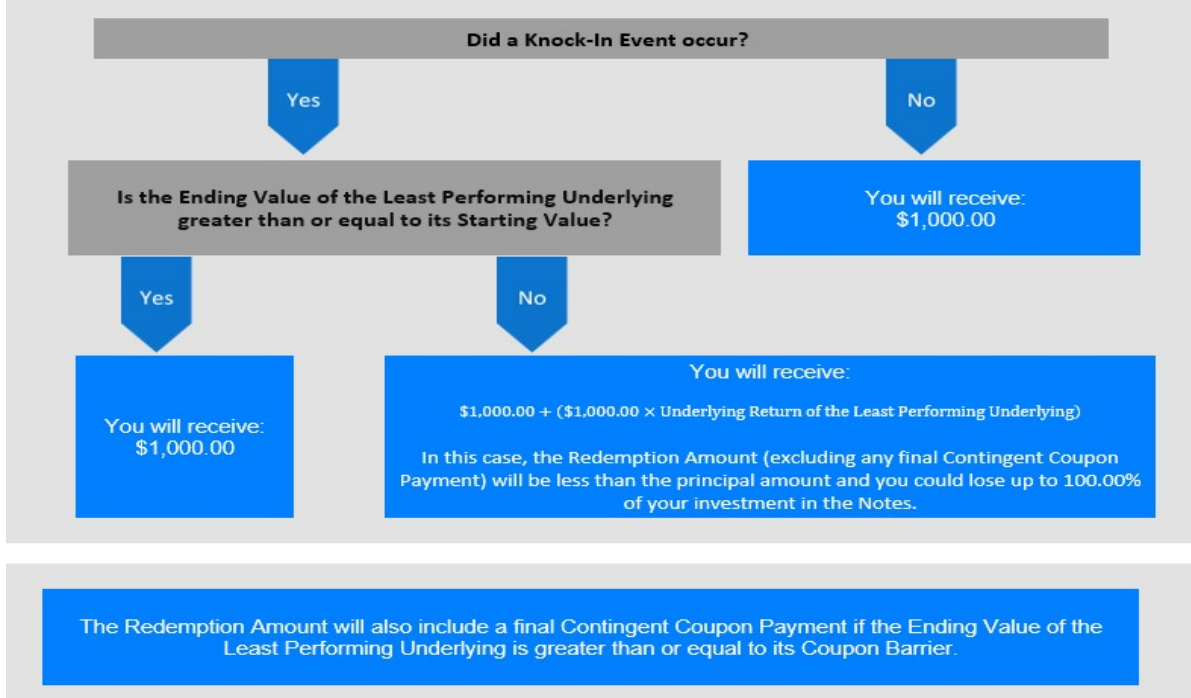 Did a Knock-In Event occur?
Yes
No
Is the Ending Value of the Least Performing Underlying
greater than or equal to its Starting Value?
You will receive:
$1,000.00
Yes
No
You will receive:
$1,000.00
You will receive:
$1,000.00 + ($1,000.00 × Underlying Return of the Least Performing Underlying)
In this case, the Redemption Amount (excluding any final Contingent Coupon
Payment) will be less than the principal amount and you could lose up to 100.00%
of your investment in the Notes.
The Redemption Amount will also include a final Contingent Coupon Payment if the Ending Value of the
Least Performing Underlying is greater than or equal to its Coupon Barrier.